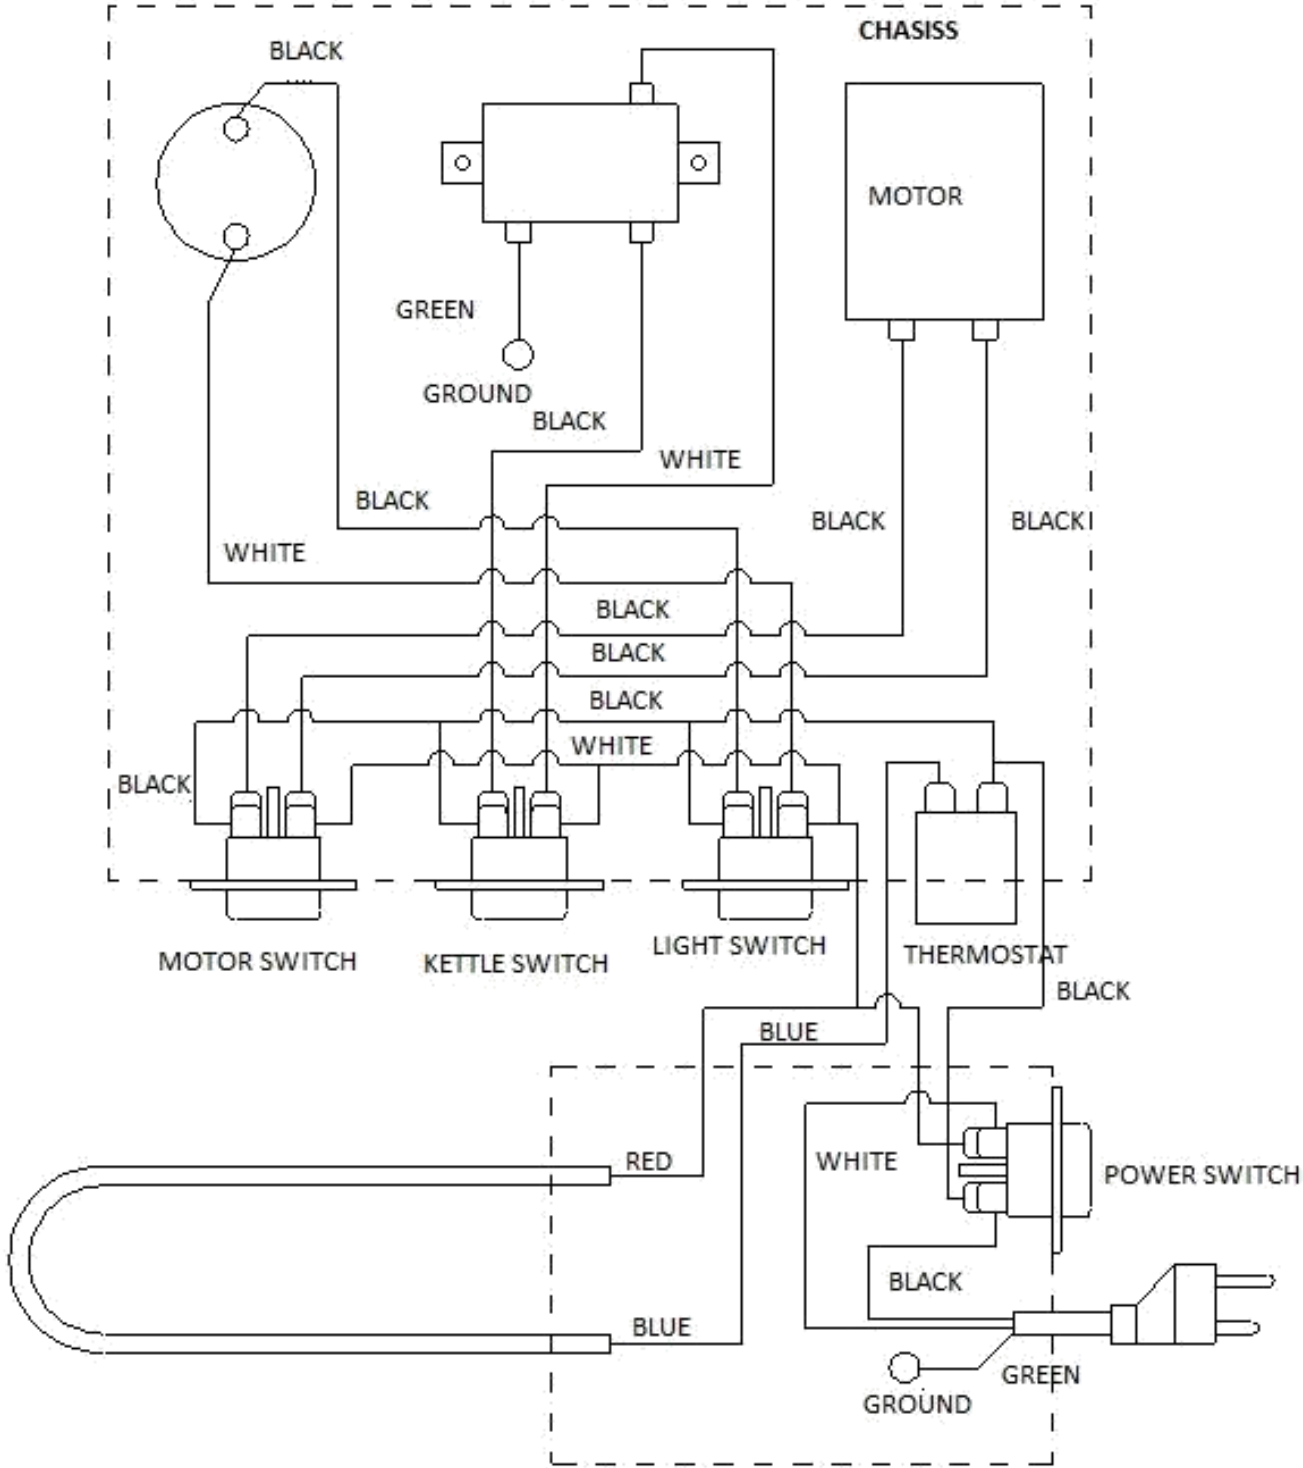 CHASISS
BLACK
MOTOR
GREEN
GROUND
BLACK
WHITE
BLACK
BLACK
BLACK
WHITE
BLACK
BLACK
BLACK
WHITE
BLACK
MOTOR SWITCH
KETTLE SWITCH
LIGHT SWITCH
THERMOSTAT
BLACK
BLUE
RED
WHITE
POWER SWITCH
BLACK
BLUE
GREEN
GROUND